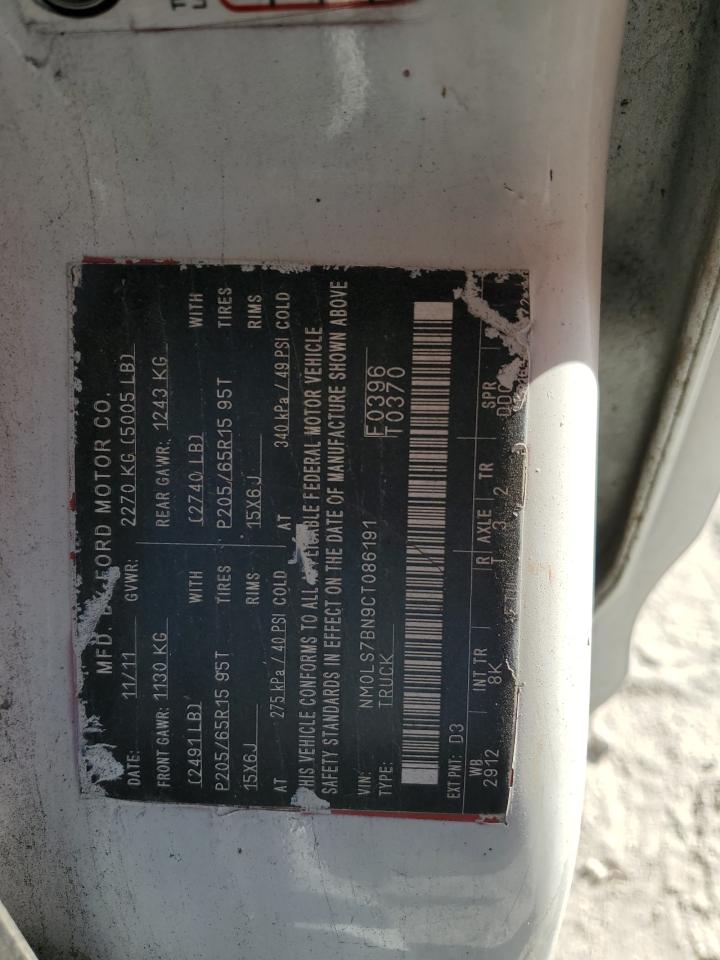 MFD. BY FORD MOTOR CO.
DATE: 11/11 GVWR: 2270 KG (5005 LB)
FRONT GAWR: 1130 KG REAR GAWR: 1243 KG
(2491LB) WITH (2740 LB) WITH
P205/65R15 95T TIRES P205/65R15 95T TIRES
15X6J RIMS 15X6J RIMS
AT 275 kPa / 40 PSI COLD AT 340 kPa / 49 PSI COLD
THIS VEHICLE CONFORMS TO ALL APPLICABLE FEDERAL MOTOR VEHICLE
SAFETY STANDARDS IN EFFECT ON THE DATE OF MANUFACTURE SHOWN ABOVE
VIN: NM0LS7BN9CT086191 F0396
TYPE: TRUCK T0370
EXT PNT: D3
WB INT TR R AXLE TR SPR
2912 8K T 3 2